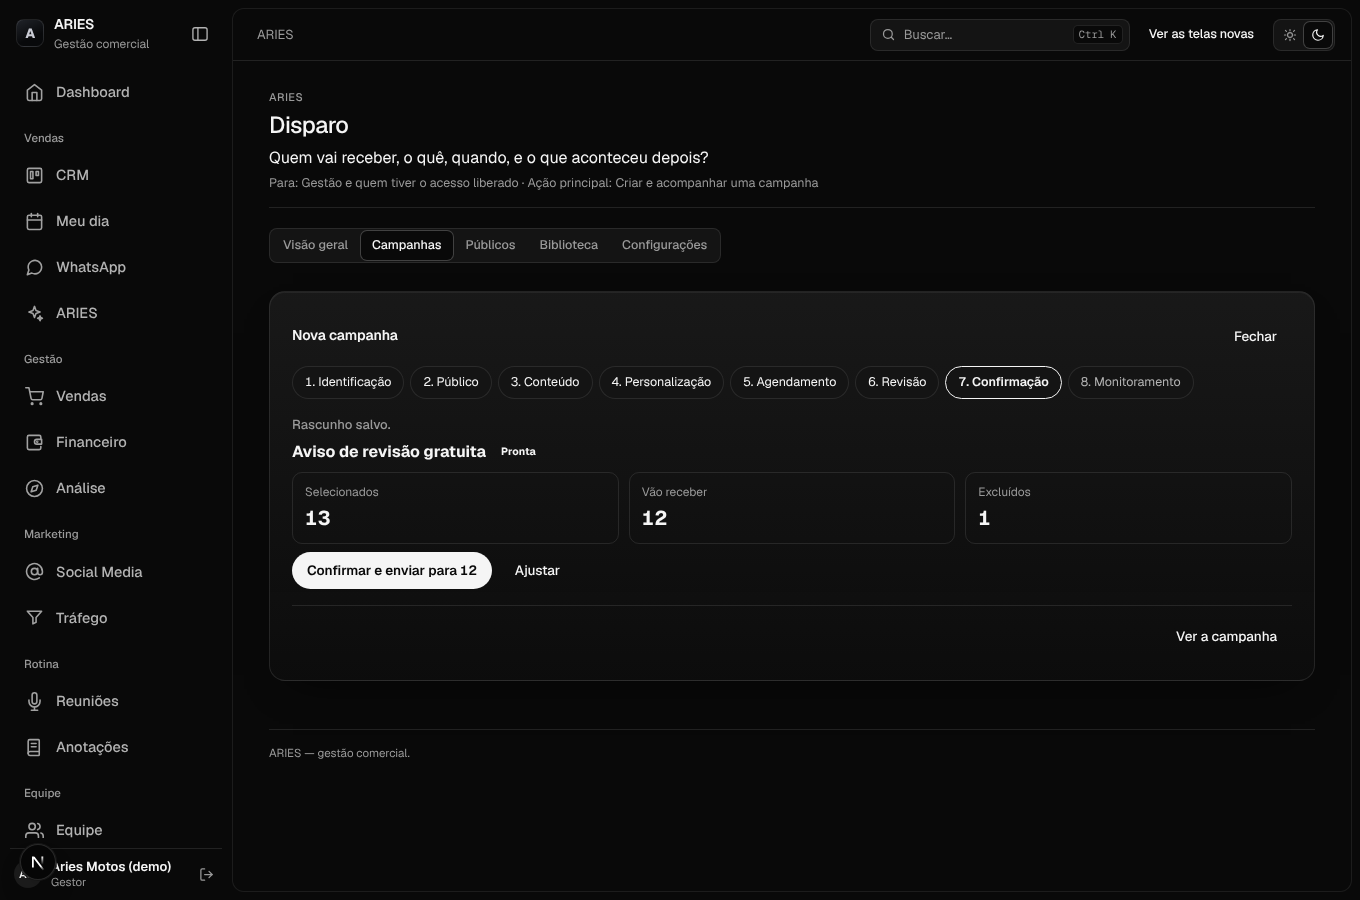 A
ARIES
Gestão comercial
Dashboard
Vendas
CRM
Meu dia
WhatsApp
ARIES
Gestão
Vendas
Financeiro
Análise
Marketing
Social Media
Tráfego
Rotina
Reuniões
Anotações
Equipe
Equipe
N
Aries Motos (demo)
Gestor
ARIES
Buscar...
Ctrl K
Ver as telas novas
ARIES
Disparo
Quem vai receber, o quê, quando, e o que aconteceu depois?
Para: Gestão e quem tiver o acesso liberado · Ação principal: Criar e acompanhar uma campanha
Visão geral
Campanhas
Públicos
Biblioteca
Configurações
Nova campanha
Fechar
1. Identificação
2. Público
3. Conteúdo
4. Personalização
5. Agendamento
6. Revisão
7. Confirmação
8. Monitoramento
Rascunho salvo.
Aviso de revisão gratuita
Pronta
Selecionados
13
Vão receber
12
Excluídos
1
Confirmar e enviar para 12
Ajustar
Ver a campanha
ARIES — gestão comercial.